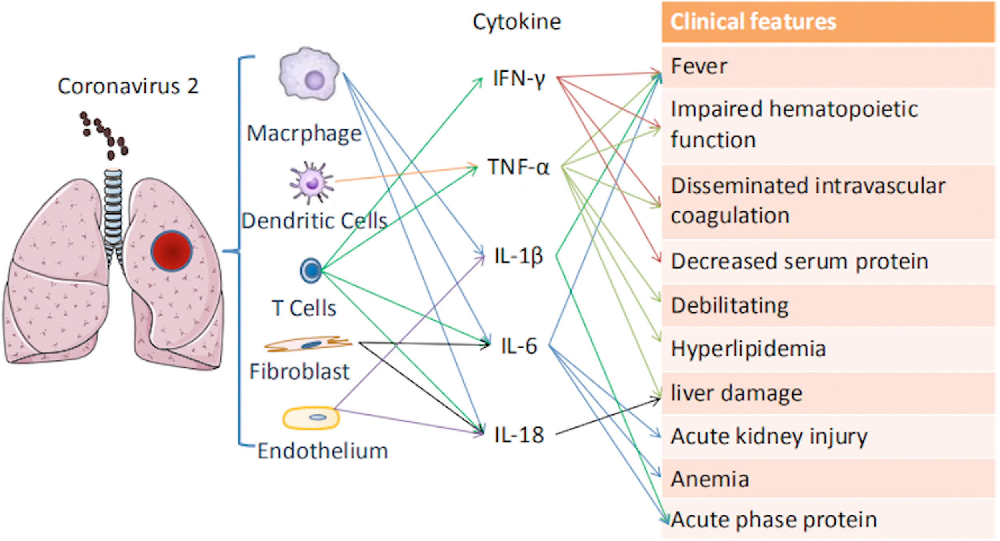 Coronavirus 2
Macrphage
Dendritic Cells
T Cells
Fibroblast
Endothelium
Cytokine
IFN-γ
TNF-α
IL-1β
IL-6
IL-18
Clinical features
Fever
Impaired hematopoietic
function
Disseminated intravascular
coagulation
Decreased serum protein
Debilitating
Hyperlipidemia
liver damage
Acute kidney injury
Anemia
Acute phase protein